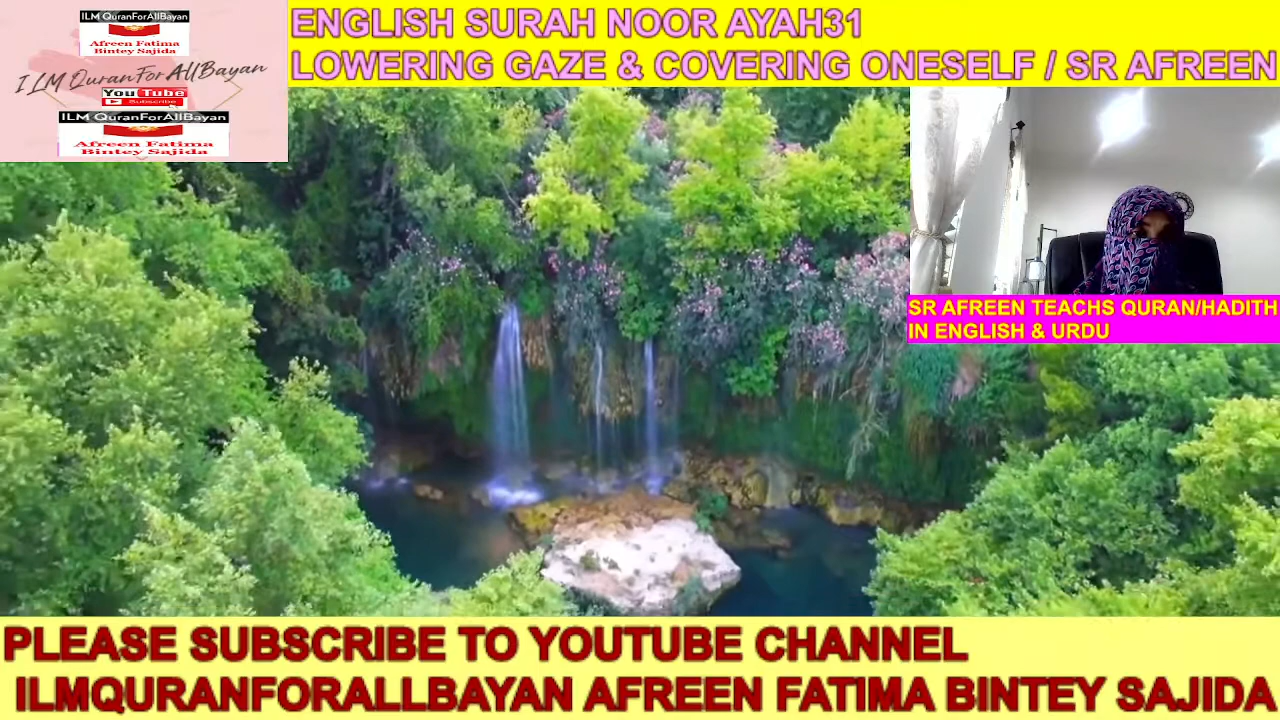 ILM QuranForAllBayan
Afreen Fatima
Bintey Sajida
ILM QuranForAllBayan
YouTube
Subscribe
ILM QuranForAllBayan
Afreen Fatima
Bintey Sajida
ENGLISH SURAH NOOR AYAH31
LOWERING GAZE & COVERING ONESELF / SR AFREEN
SR AFREEN TEACHS QURAN/HADITH
IN ENGLISH & URDU
PLEASE SUBSCRIBE TO YOUTUBE CHANNEL
ILMQURANFORALLBAYAN AFREEN FATIMA BINTEY SAJIDA